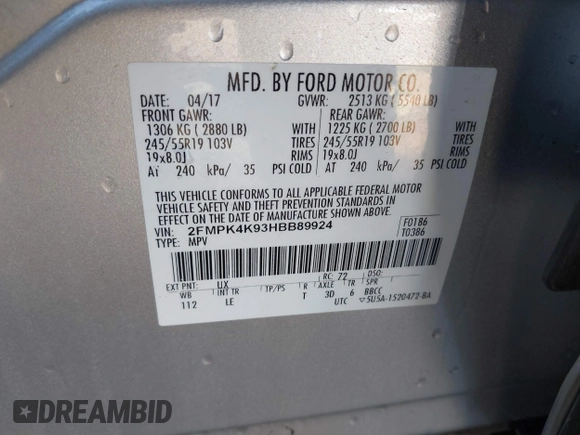 MFD. BY FORD MOTOR CO.
DATE: 04/17 GVWR: 2513 KG ( 5540 LB)
FRONT GAWR: REAR GAWR:
1306 KG ( 2880 LB) WITH 1225 KG ( 2700 LB) WITH
245/55R19 103V TIRES 245/55R19 103V TIRES
19x8.0J RIMS 19x8.0J RIMS
At 240 kPa/ 35 PSI COLD AT 240 kPa/ 35 PSI COLD
THIS VEHICLE CONFORMS TO ALL APPLICABLE FEDERAL MOTOR
VEHICLE SAFETY AND THEFT PREVENTION STANDARDS IN
EFFECT ON THE DATE OF MANUFACTURE SHOWN ABOVE.
VIN: 2FMPK4K93HBB89924 F0186
TYPE: MPV T0386
EXT PNT: UX RC: 72 DSO:
WB INT TR TP/PS R AXLE TR SPR
112 LE T 3D 6 BBCC
UTC ▽5U5A-1520472-BA
DREAMBID